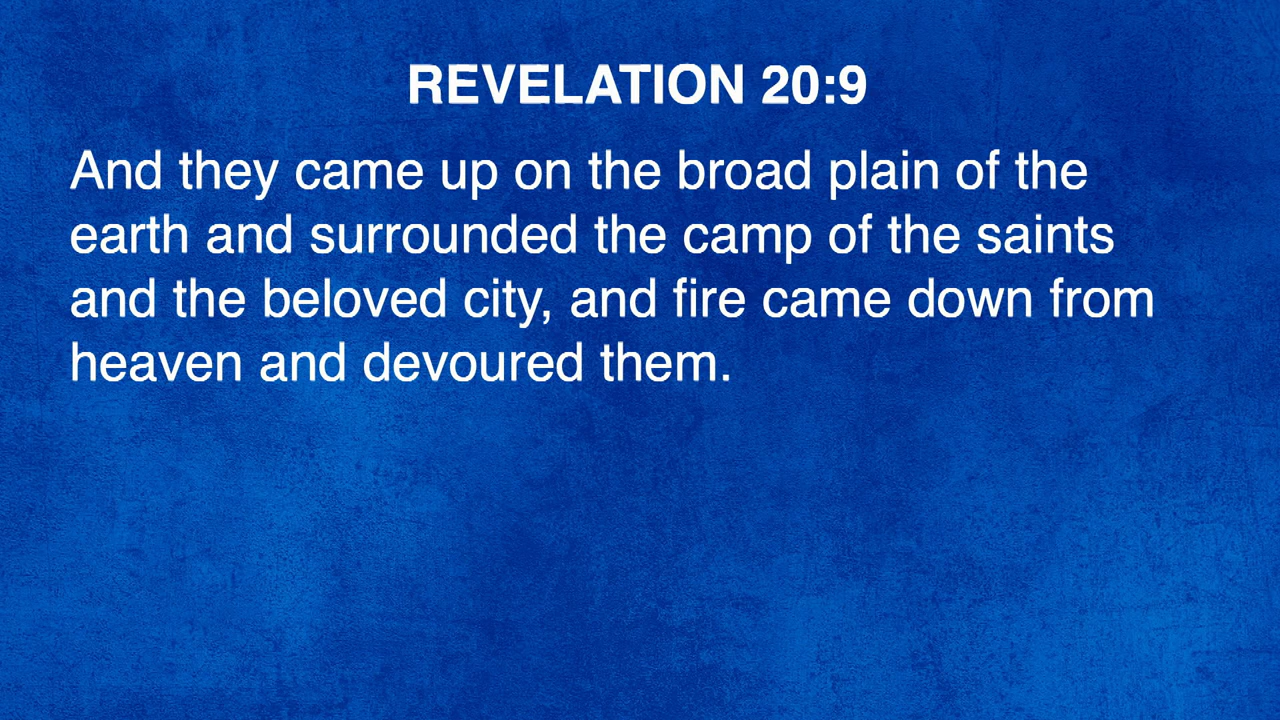 REVELATION 20:9
And they came up on the broad plain of the
earth and surrounded the camp of the saints
and the beloved city, and fire came down from
heaven and devoured them.